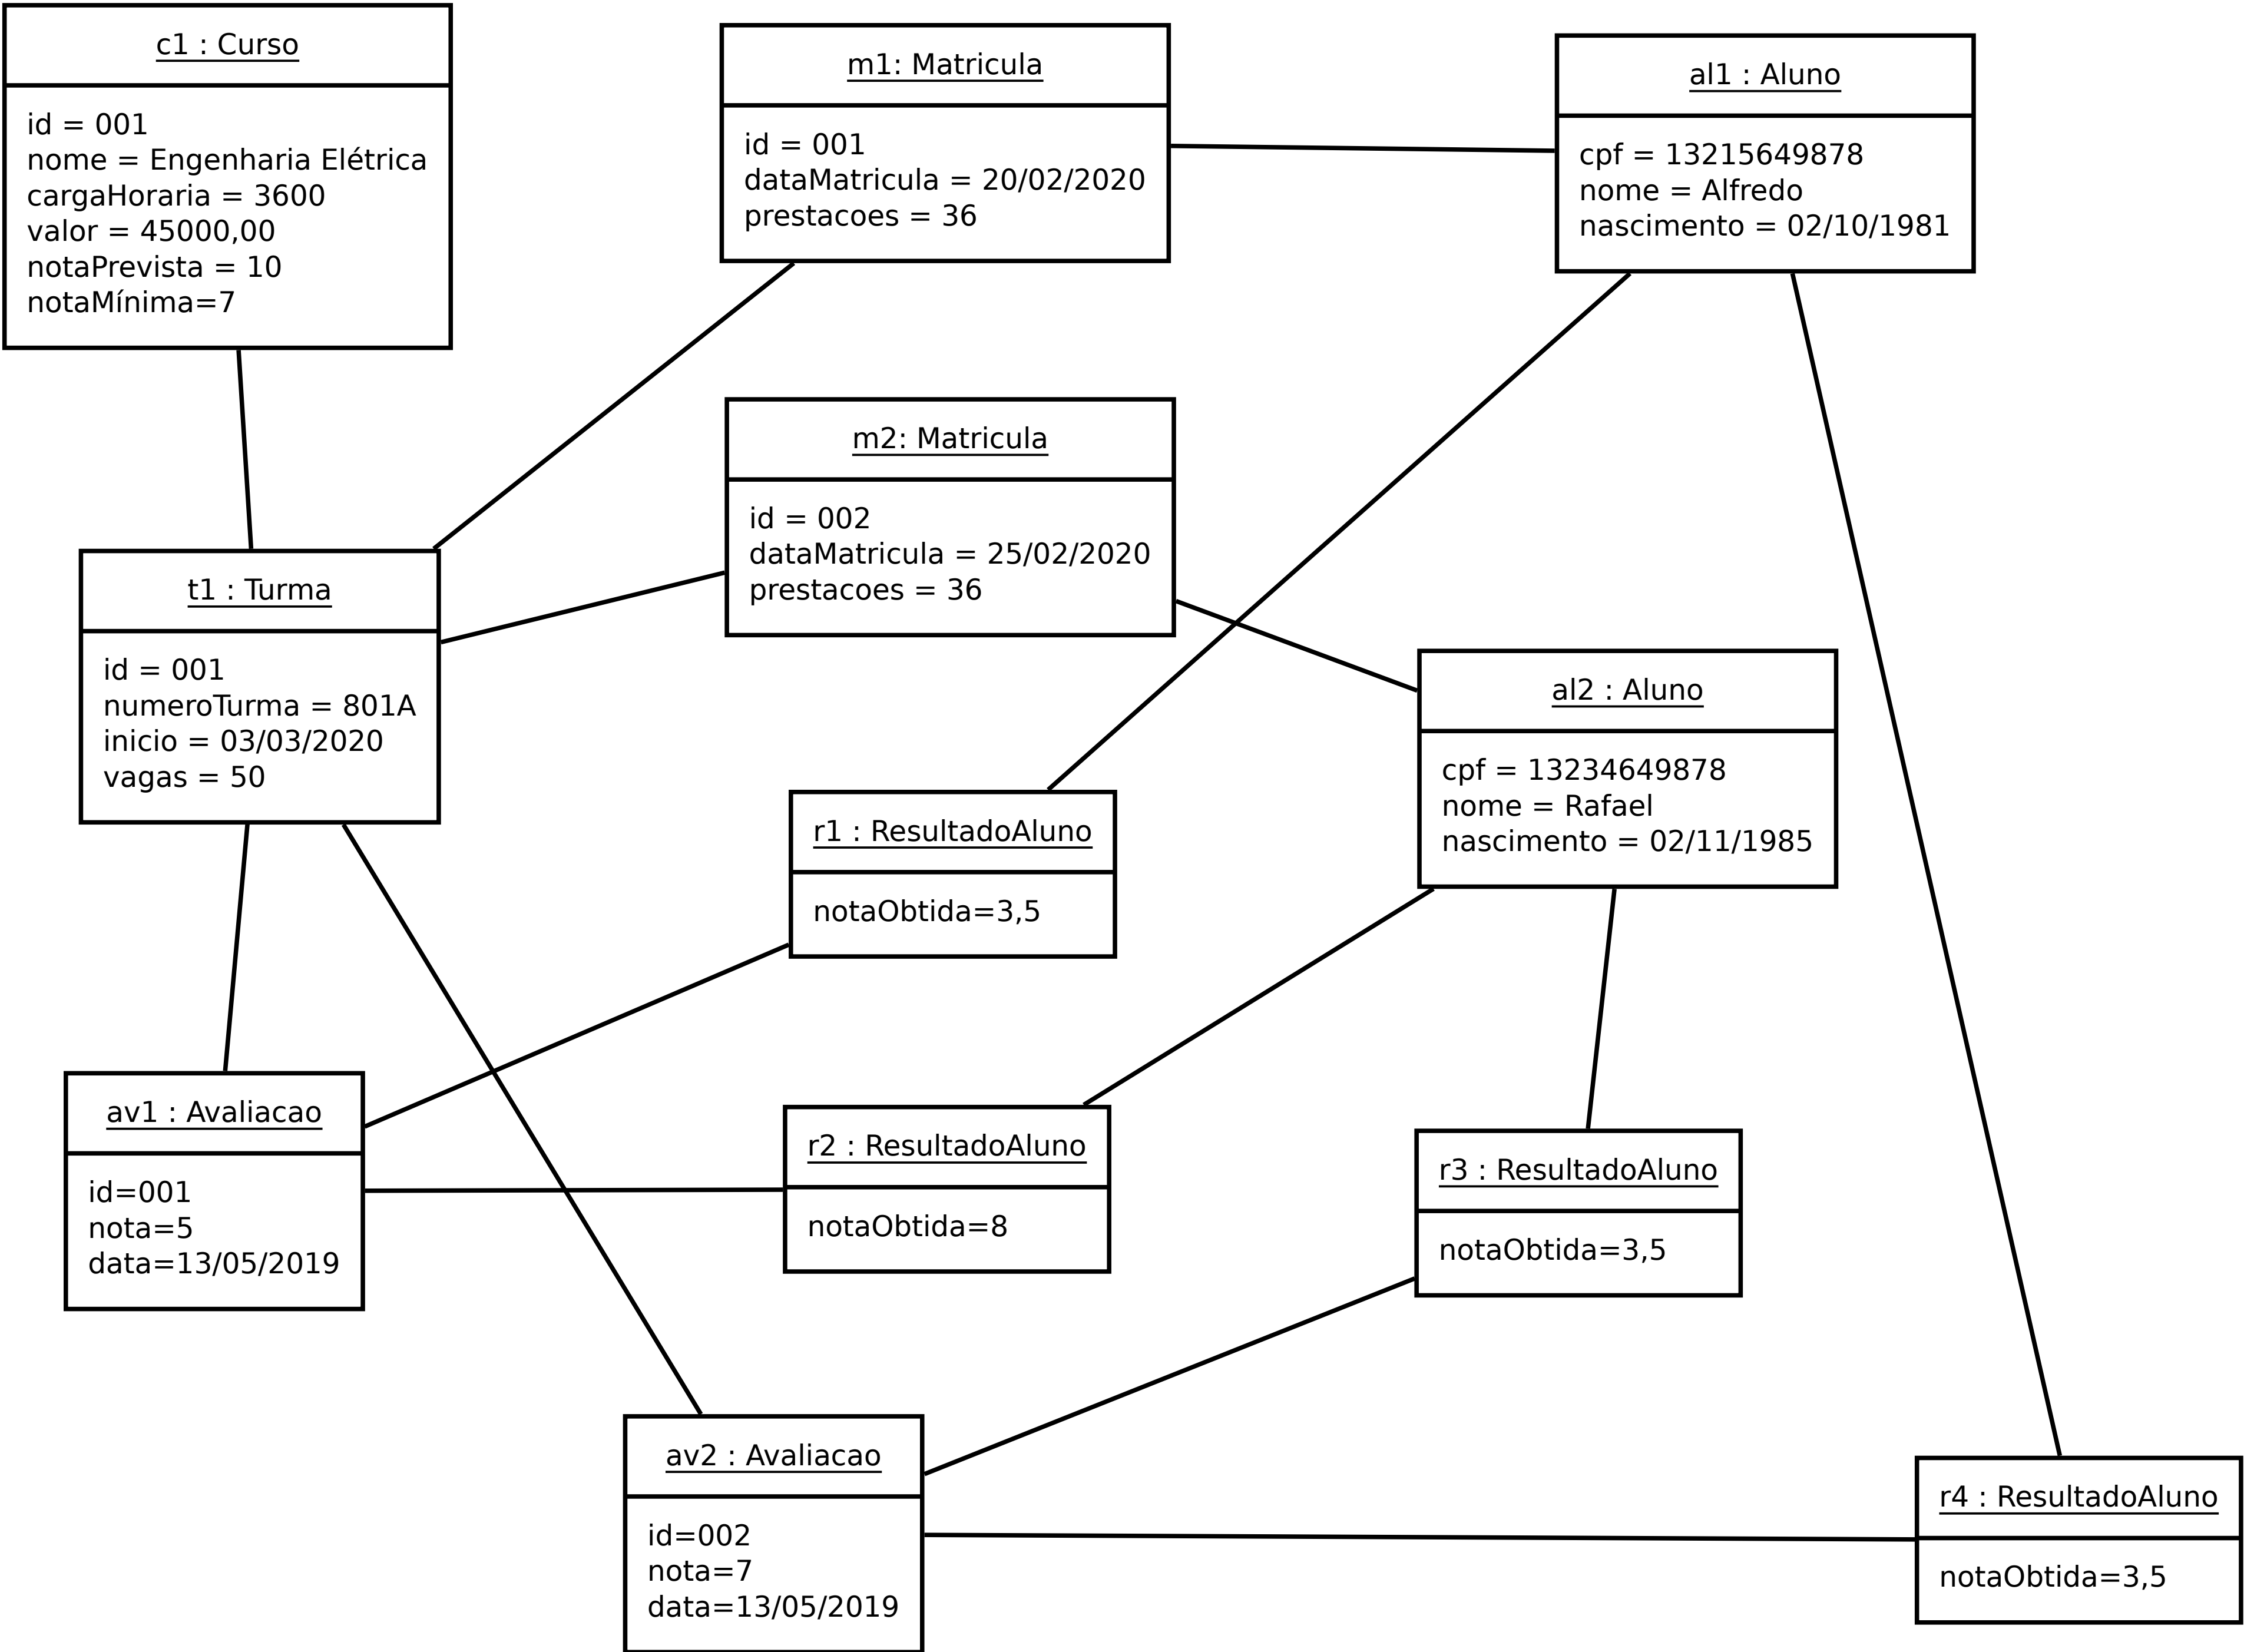 c1 : Curso
id = 001
nome = Engenharia Elétrica
cargaHoraria = 3600
valor = 45000,00
notaPrevista = 10
notaMínima=7
m1: Matricula
id = 001
dataMatricula = 20/02/2020
prestacoes = 36
al1 : Aluno
cpf = 13215649878
nome = Alfredo
nascimento = 02/10/1981
m2: Matricula
id = 002
dataMatricula = 25/02/2020
prestacoes = 36
t1 : Turma
id = 001
numeroTurma = 801A
inicio = 03/03/2020
vagas = 50
al2 : Aluno
cpf = 13234649878
nome = Rafael
nascimento = 02/11/1985
r1 : ResultadoAluno
notaObtida=3,5
av1 : Avaliacao
id=001
nota=5
data=13/05/2019
r2 : ResultadoAluno
notaObtida=8
r3 : ResultadoAluno
notaObtida=3,5
av2 : Avaliacao
id=002
nota=7
data=13/05/2019
r4 : ResultadoAluno
notaObtida=3,5